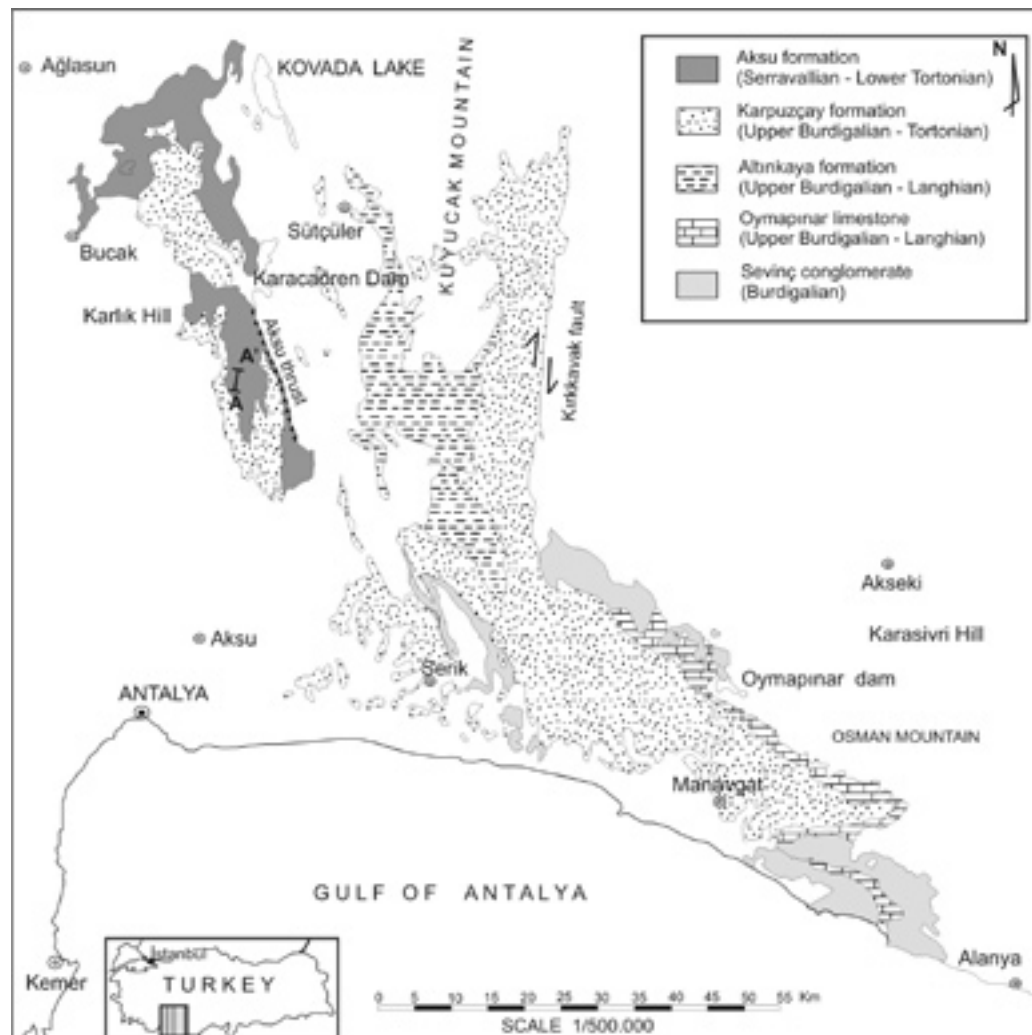 Ağlasun
KOVADA LAKE
KUYUCAK MOUNTAIN
N
Aksu formation
(Serravallian - Lower Tortonian)
Karpuzçay formation
(Upper Burdigalian - Tortonian)
Altınkaya formation
(Upper Burdigalian - Langhian)
Oymapınar limestone
(Upper Burdigalian - Langhian)
Sevinç conglomerate
(Burdigalian)
Sütçüler
Bucak
Karacaören Dam
Karlık Hill
Aksu thrust
A'
A
Kırkkavak fault
Akseki
Karasivri Hill
Aksu
Serik
Oymapınar dam
ANTALYA
OSMAN MOUNTAIN
Manavgat
GULF OF ANTALYA
Alanya
Kemer
İstanbul
TURKEY
0 5 10 15 20 25 30 35 40 45 50 55 Km
SCALE 1/500.000